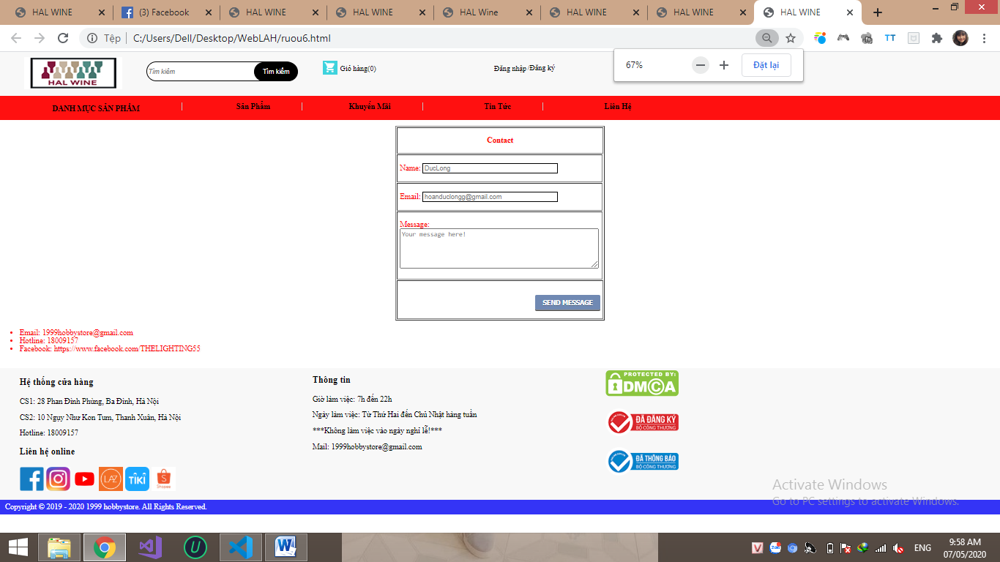 HAL WINE
(3) Facebook
HAL WINE
HAL WINE
HAL Wine
HAL WINE
HAL WINE
HAL WINE
Tệp
C:/Users/Dell/Desktop/WebLAH/ruou6.html
TT
67%
Đặt lại
HAL WINE
Tìm kiếm
Tìm kiếm
Giỏ hàng(0)
Đăng nhập /Đăng ký
DANH MỤC SẢN PHẨM
Sản Phẩm
Khuyến Mãi
Tin Tức
Liên Hệ
Contact
Name: DucLong
Email: hoanduclongg@gmail.com
Message:
Your message here!
SEND MESSAGE
Email: 1999hobbystore@gmail.com
Hotline: 18009157
Facebook: https://www.facebook.com/THELIGHTING55
Hệ thống cửa hàng
CS1: 28 Phan Đình Phùng, Ba Đình, Hà Nội
CS2: 10 Ngụy Như Kon Tum, Thanh Xuân, Hà Nội
Hotline: 18009157
Liên hệ online
LAZ
TIKI
Shopee
Thông tin
Giờ làm việc: 7h đến 22h
Ngày làm việc: Từ Thứ Hai đến Chủ Nhật hàng tuần
***Không làm việc vào ngày nghỉ lễ!***
Mail: 1999hobbystore@gmail.com
PROTECTED BY:
DMCA
ĐÃ ĐĂNG KÝ
BỘ CÔNG THƯƠNG
ĐÃ THÔNG BÁO
BỘ CÔNG THƯƠNG
Activate Windows
Go to PC settings to activate Windows.
Copyright © 2019 - 2020 1999 hobbystore. All Rights Reserved.
ENG
9:58 AM
07/05/2020